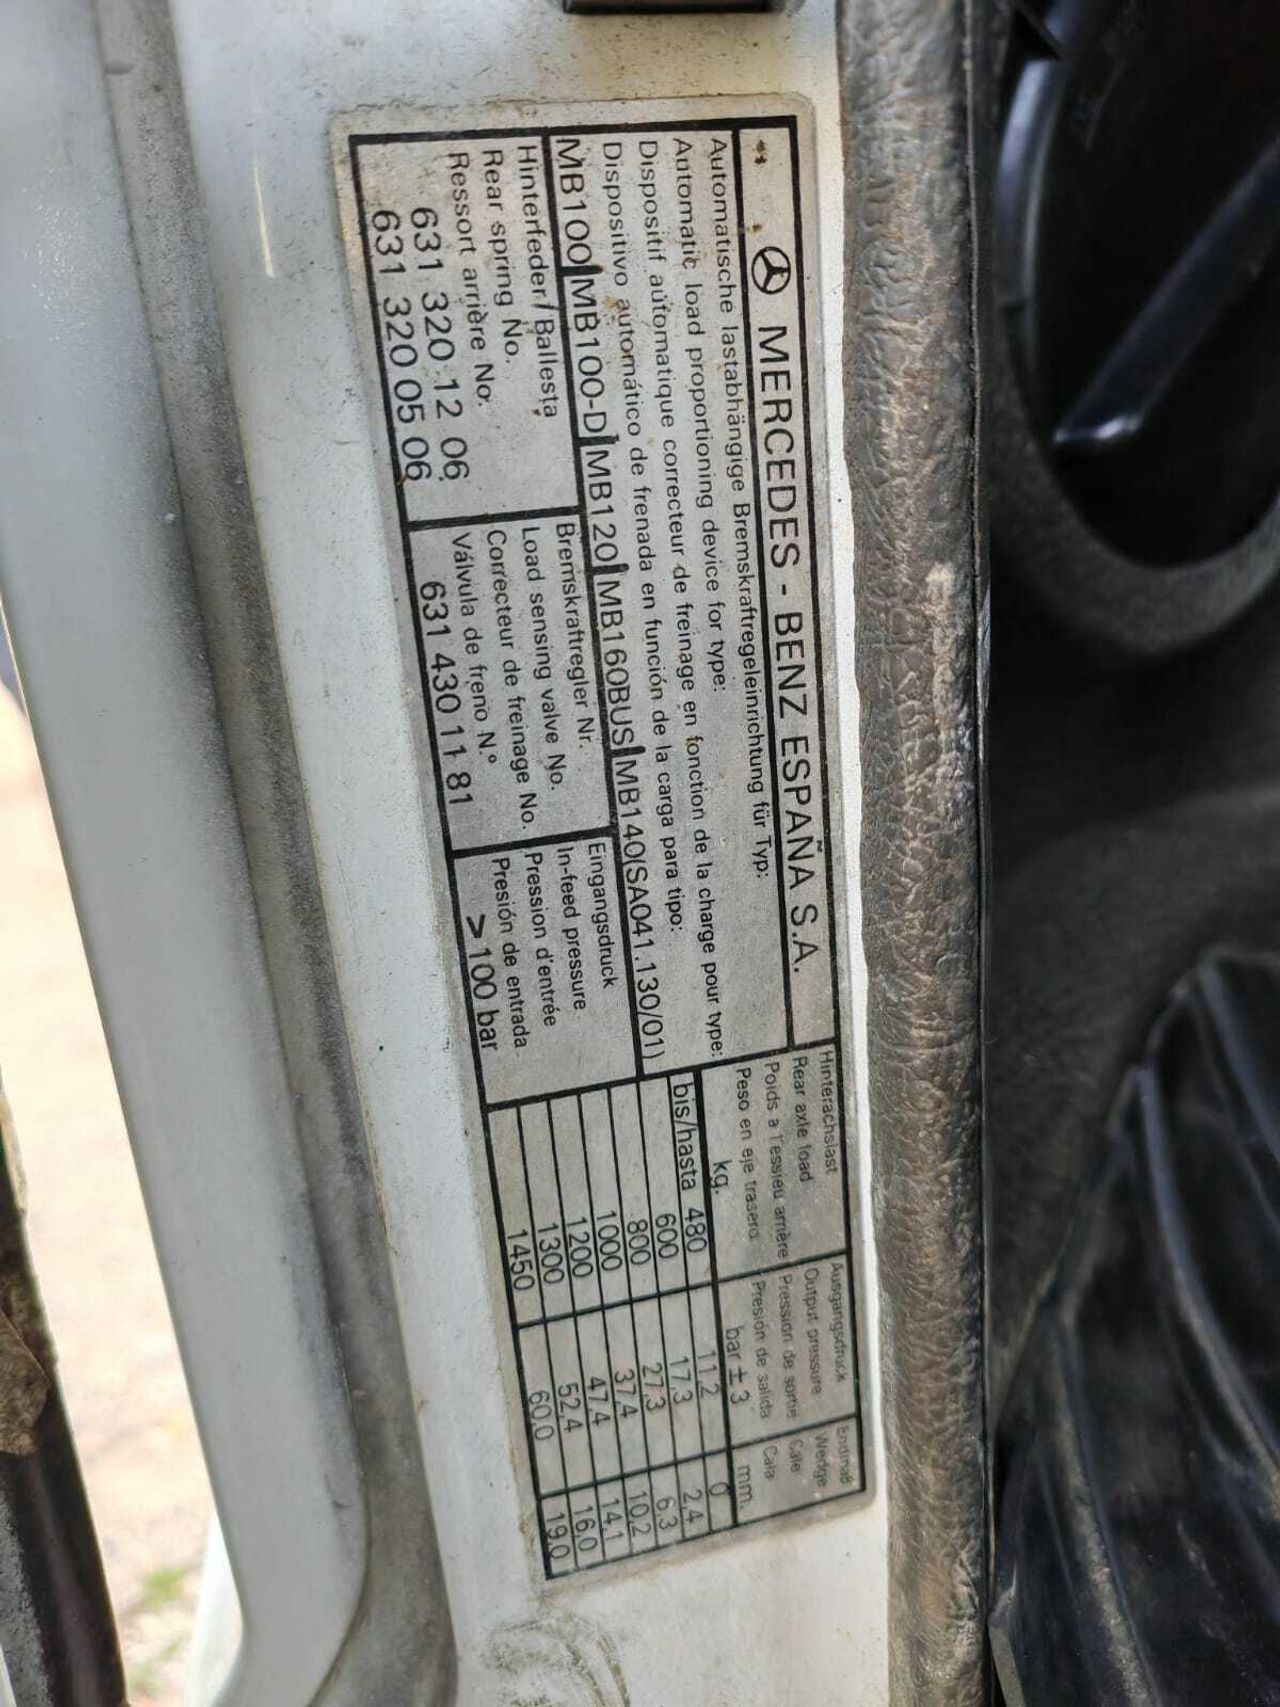 MERCEDES - BENZ ESPAÑA S.A.
Automatische lastabhängige Bremskraftregeleinrichtung für Typ:
Automatic load proportioning device for type:
Dispositif automatique correcteur de freinage en fonction de la charge pour type:
Dispositivo automático de frenada en función de la carga para tipo:
MB100 MB100-D MB120 MB160BUS MB140(SA041.130/01)
Hinterfeder/Ballesta
Rear spring No.
Ressort arrière No.
631 320 12 06
631 320 05 06
Bremskraftregler Nr.
Load sensing valve No.
Correcteur de freinage No.
Válvula de freno N.º
631 430 11 81
Eingangsdruck
In-feed pressure
Pression d'entrée
Presión de entrada
>100 bar
Hinterachslast
Rear axle load
Poids a l'essieu arrière
Peso en eje trasero
kg.
Ausgangsdruck
Output pressure
Pression de sortie
Presión de salida
bar ± 3
Endmaß
Wedge
Cale
Cala
mm.
bis/hasta 480 11,2 0
600 17,3 2,4
800 27,3 6,3
1000 37,4 10,2
1200 47,4 14,1
1300 52,4 16,0
1450 60,0 19,0